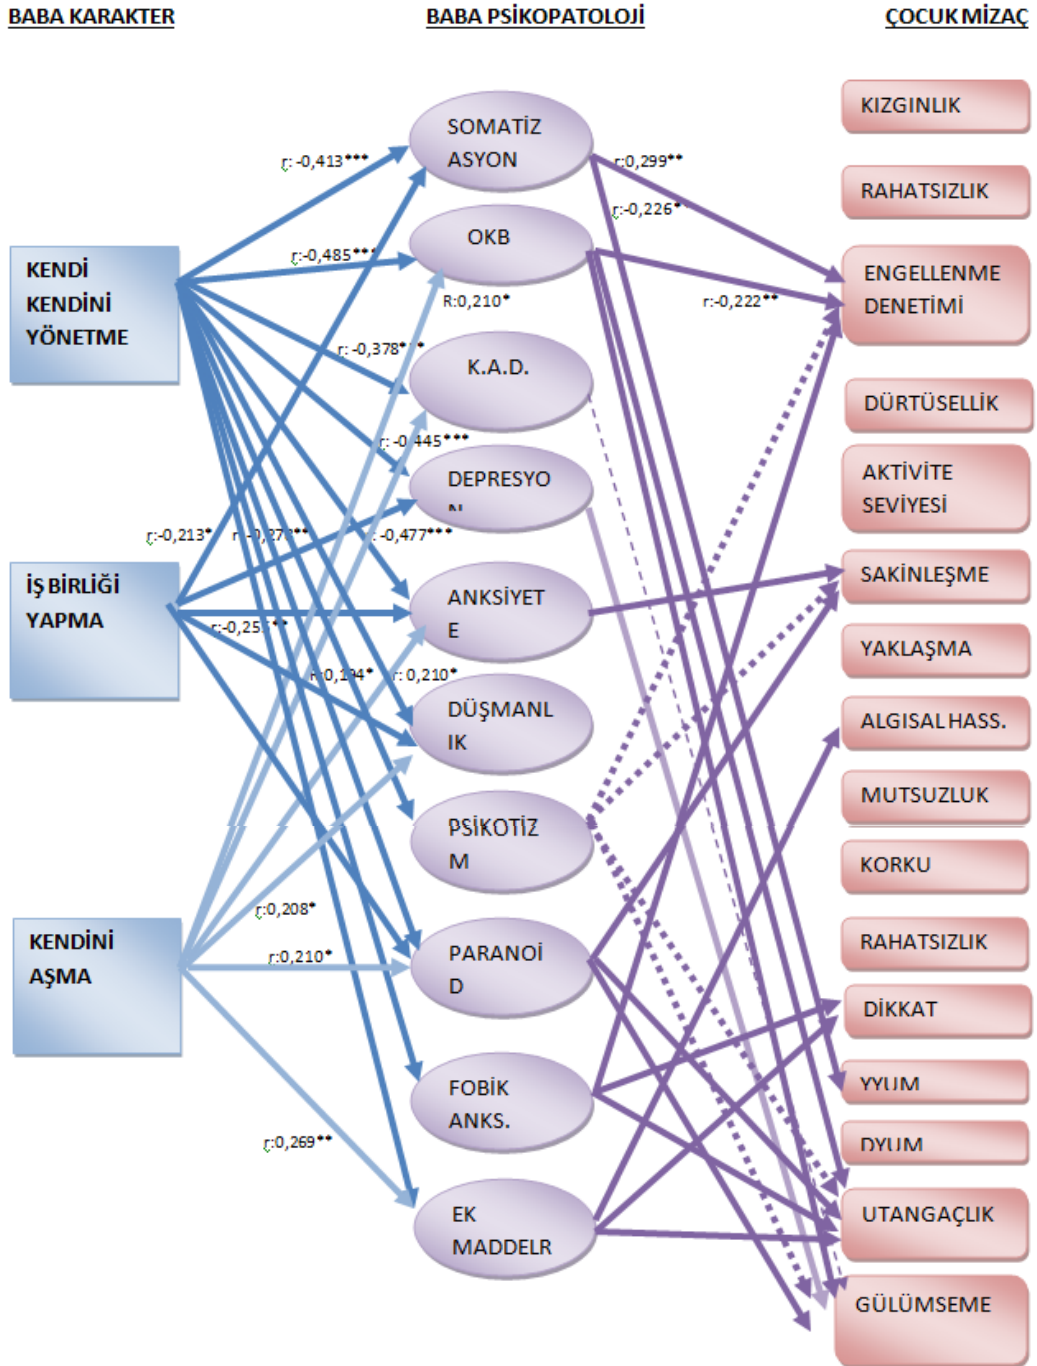 BABA KARAKTER
BABA PSİKOPATOLOJİ
ÇOCUK MİZAÇ
KENDİ
KENDİNİ
YÖNETME
İŞ BİRLİĞİ
YAPMA
KENDİNİ
AŞMA
r: -0,413***
r:-0,485***
R:0,210*
r: -0,378***
r: -0,445***
r:-0,213*
r:-0,477***
R:0,194*
r: 0,210*
r:0,208*
r:0,210*
r:0,269**
SOMATİZ
ASYON
OKB
K.A.D.
DEPRESYO
N
ANKSİYET
E
DÜŞMANL
IK
PSİKOTİZ
M
PARANOİ
D
FOBİK
ANKS.
EK
MADDELR
r:0,299**
r:-0,226*
r:-0,222**
KIZGINLIK
RAHATSIZLIK
ENGELLENME
DENETİMİ
DÜRTÜSELLİK
AKTİVİTE
SEVİYESİ
SAKİNLEŞME
YAKLAŞMA
ALGISAL HASS.
MUTSUZLUK
KORKU
RAHATSIZLIK
DİKKAT
YYUM
DYUM
UTANGAÇLIK
GÜLÜMSEME